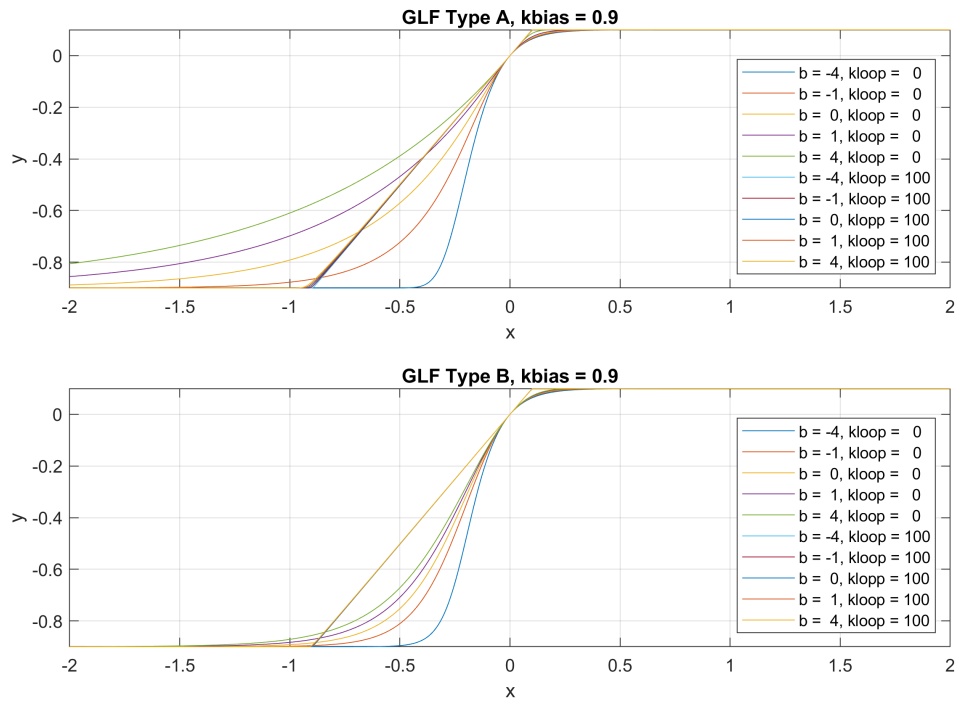 GLF Type A, kbias = 0.9
0
-0.2
-0.4
-0.6
-0.8
y
-2
-1.5
-1
-0.5
0
0.5
1
1.5
2
x
b = -4, kloop = 0
b = -1, kloop = 0
b = 0, kloop = 0
b = 1, kloop = 0
b = 4, kloop = 0
b = -4, kloop = 100
b = -1, kloop = 100
b = 0, kloop = 100
b = 1, kloop = 100
b = 4, kloop = 100
GLF Type B, kbias = 0.9
0
-0.2
-0.4
-0.6
-0.8
y
-2
-1.5
-1
-0.5
0
0.5
1
1.5
2
x
b = -4, kloop = 0
b = -1, kloop = 0
b = 0, kloop = 0
b = 1, kloop = 0
b = 4, kloop = 0
b = -4, kloop = 100
b = -1, kloop = 100
b = 0, klopp = 100
b = 1, kloop = 100
b = 4, kloop = 100